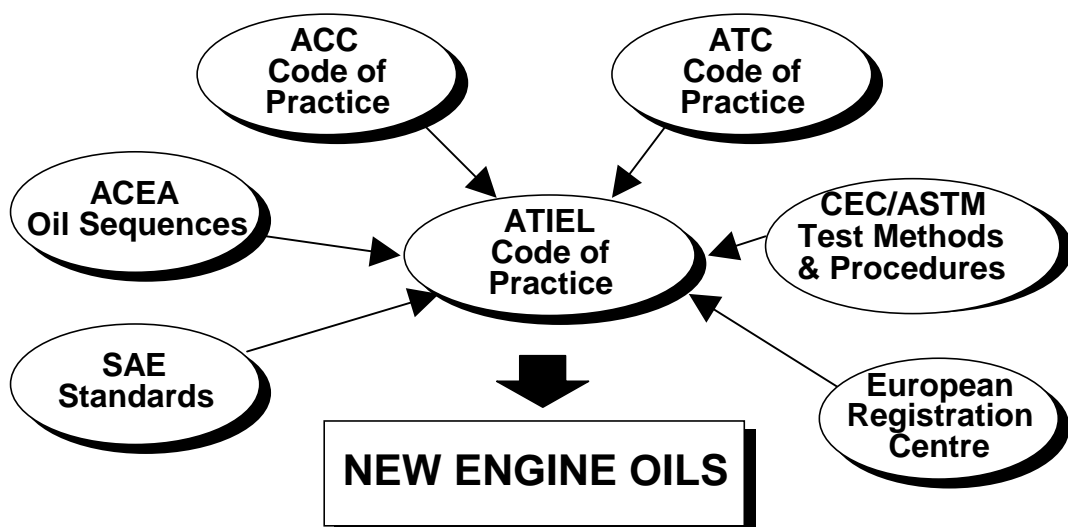 ACC
Code of
Practice
ATC
Code of
Practice
ACEA
Oil Sequences
ATIEL
Code of
Practice
CEC/ASTM
Test Methods
& Procedures
SAE
Standards
European
Registration
Centre
NEW ENGINE OILS